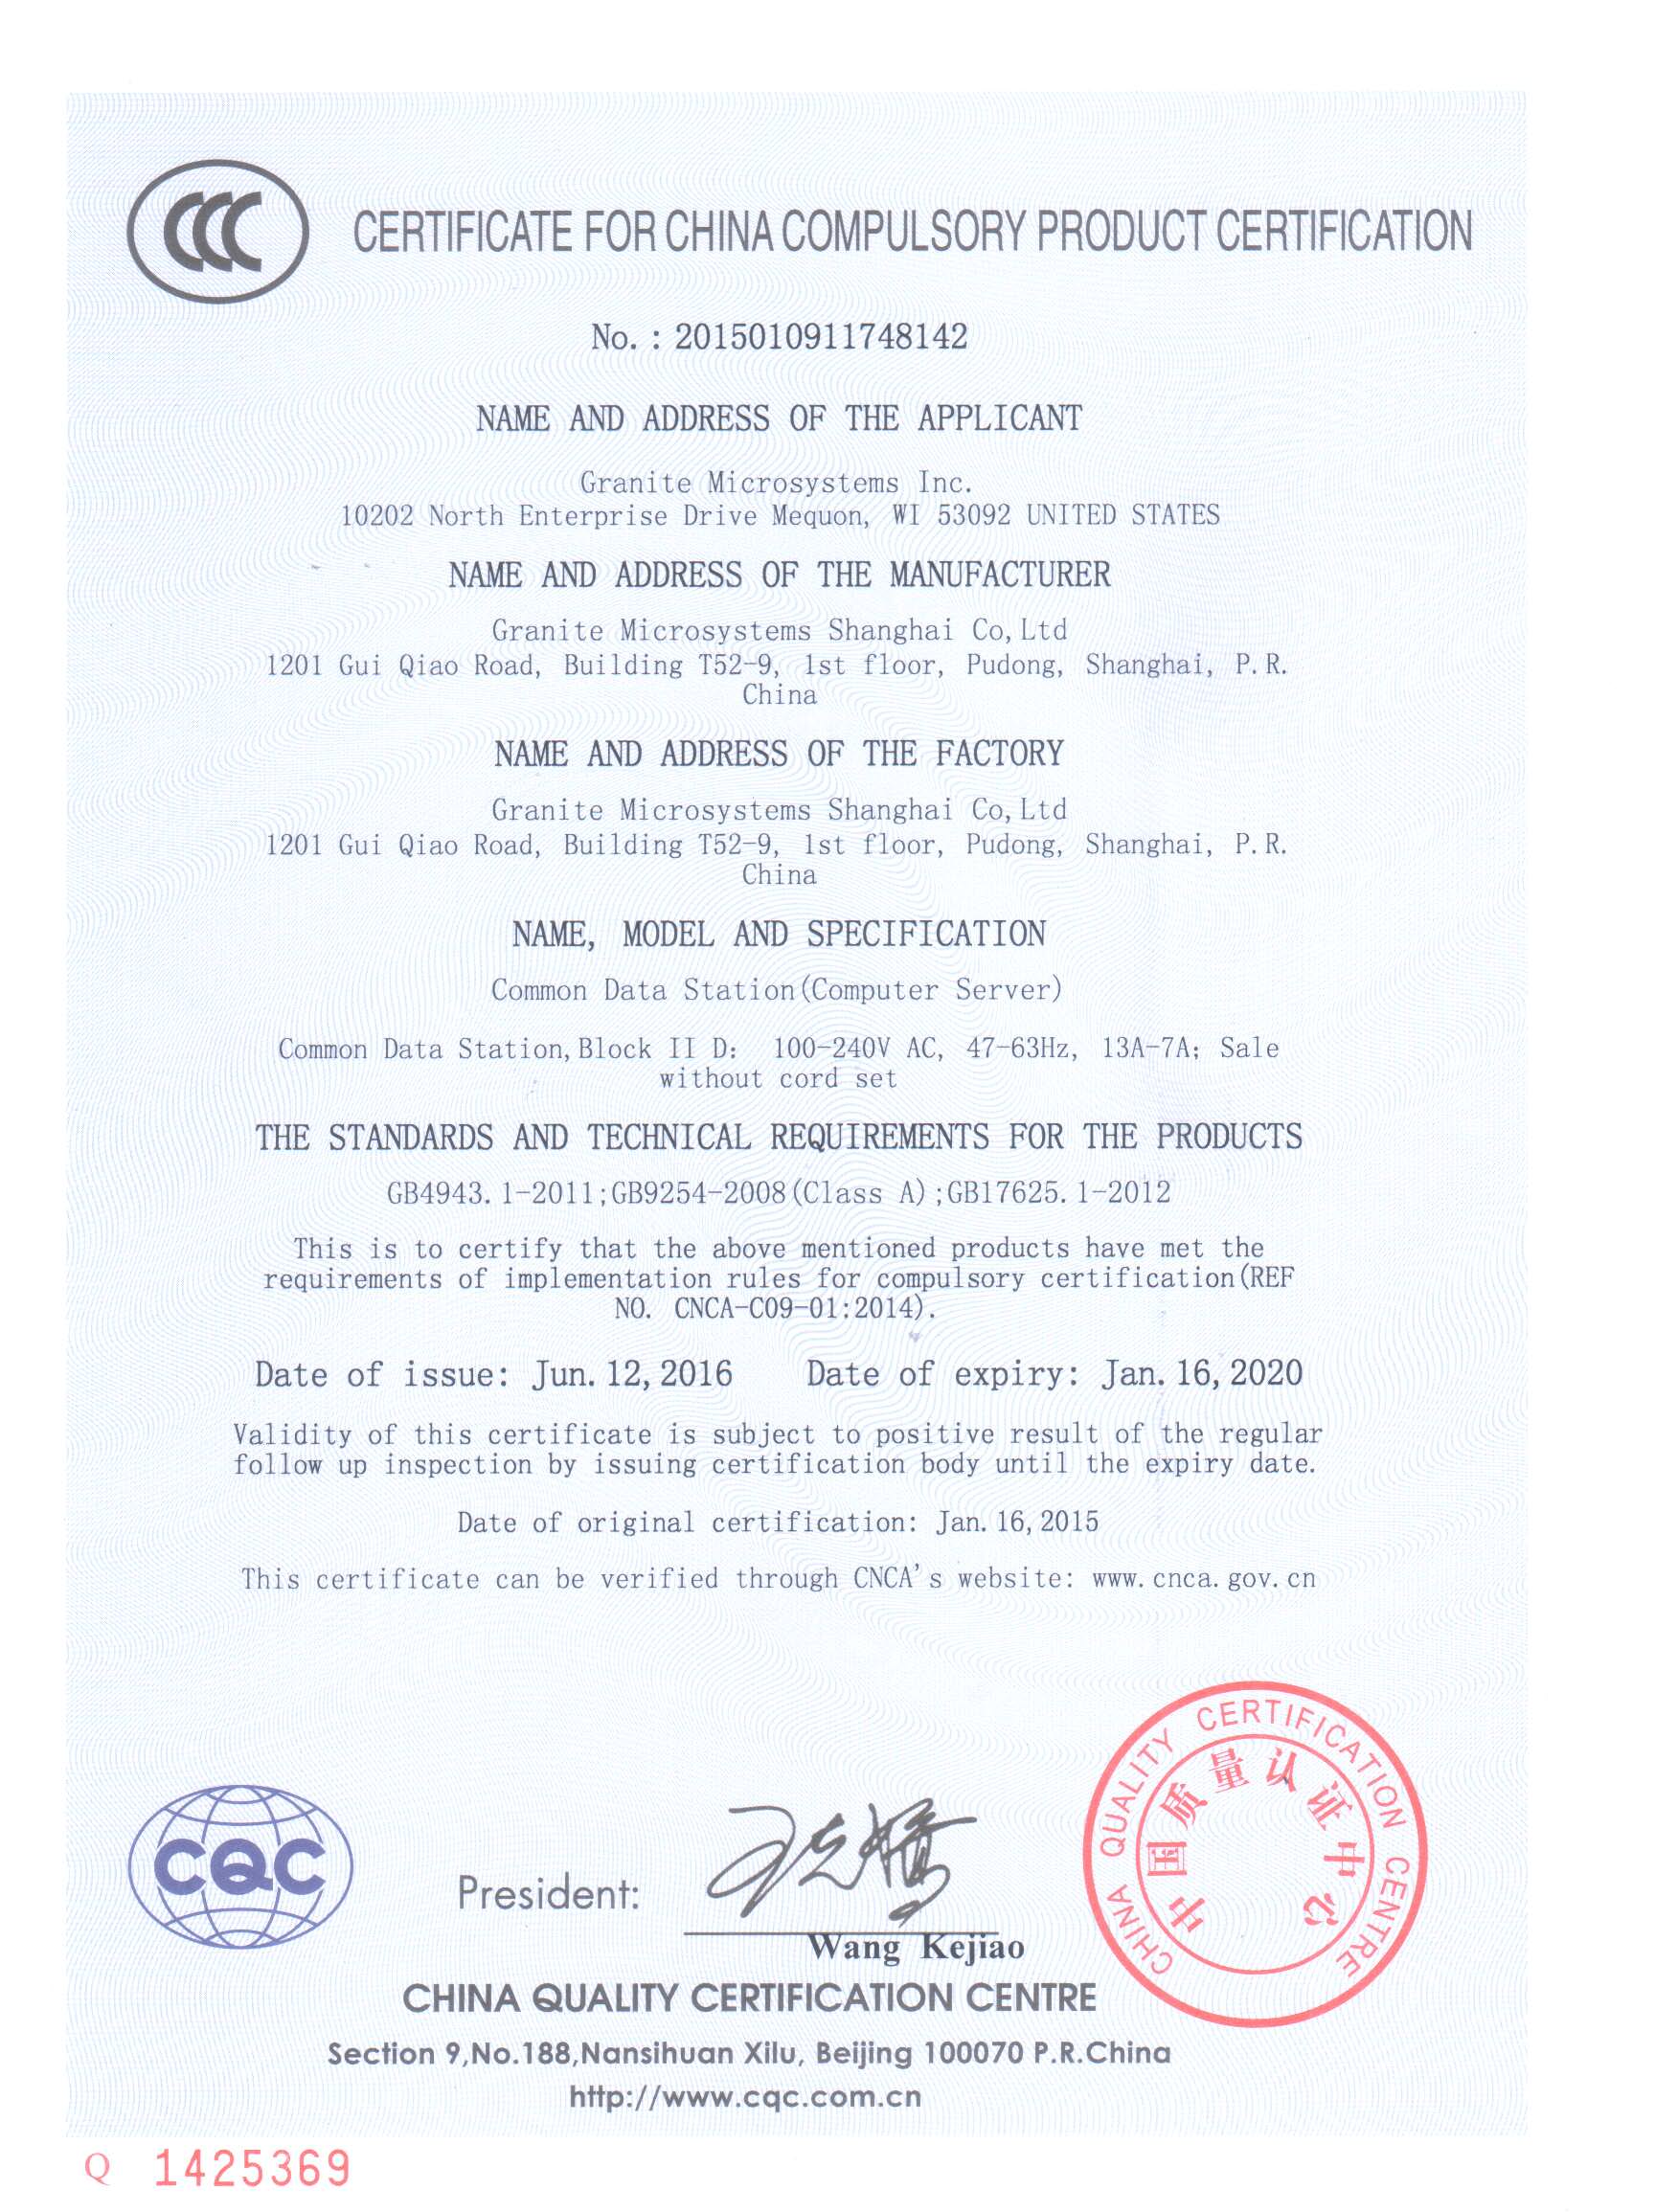 CCC
CERTIFICATE FOR CHINA COMPULSORY PRODUCT CERTIFICATION
No. : 2015010911748142
NAME AND ADDRESS OF THE APPLICANT
Granite Microsystems Inc.
10202 North Enterprise Drive Mequon, WI 53092 UNITED STATES
NAME AND ADDRESS OF THE MANUFACTURER
Granite Microsystems Shanghai Co,Ltd
1201 Gui Qiao Road, Building T52-9, 1st floor, Pudong, Shanghai, P.R.
China
NAME AND ADDRESS OF THE FACTORY
Granite Microsystems Shanghai Co,Ltd
1201 Gui Qiao Road, Building T52-9, 1st floor, Pudong, Shanghai, P.R.
China
NAME, MODEL AND SPECIFICATION
Common Data Station(Computer Server)
Common Data Station,Block II D: 100-240V AC, 47-63Hz, 13A-7A; Sale
without cord set
THE STANDARDS AND TECHNICAL REQUIREMENTS FOR THE PRODUCTS
GB4943.1-2011;GB9254-2008(Class A);GB17625.1-2012
This is to certify that the above mentioned products have met the
requirements of implementation rules for compulsory certification(REF
NO. CNCA-C09-01:2014).
Date of issue: Jun.12,2016 Date of expiry: Jan.16,2020
Validity of this certificate is subject to positive result of the regular
follow up inspection by issuing certification body until the expiry date.
Date of original certification: Jan.16,2015
This certificate can be verified through CNCA's website: www.cnca.gov.cn
CHINA QUALITY CERTIFICATION CENTRE
中国质量认证中心
CQC
President:
王克娇
Wang Kejiao
CHINA QUALITY CERTIFICATION CENTRE
Section 9,No.188,Nansihuan Xilu, Beijing 100070 P.R.China
http://www.cqc.com.cn
Q 1425369